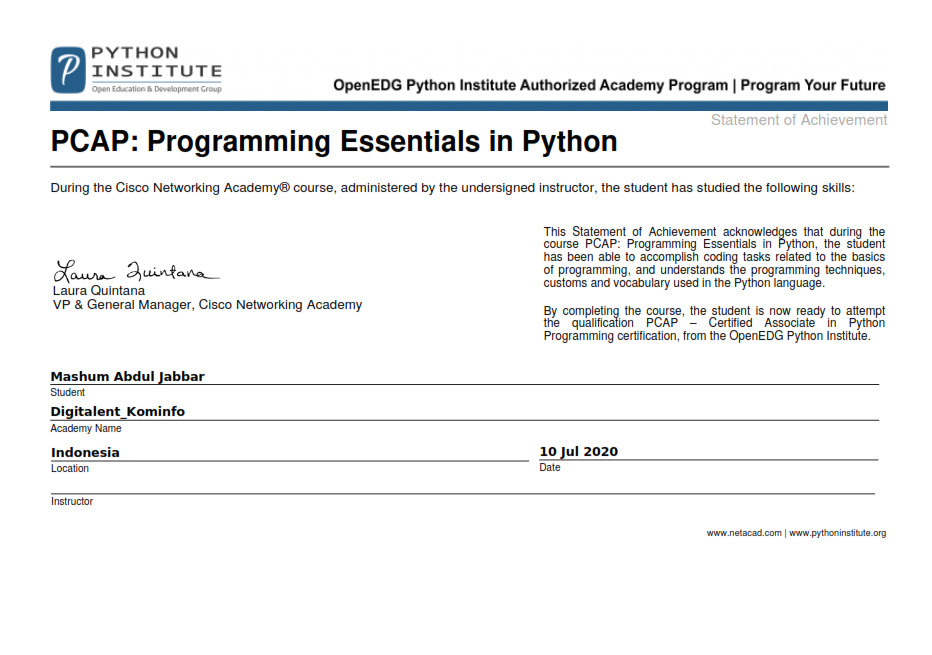 PYTHON
INSTITUTE
Open Education & Development Group
OpenEDG Python Institute Authorized Academy Program | Program Your Future
Statement of Achievement
PCAP: Programming Essentials in Python
During the Cisco Networking Academy® course, administered by the undersigned instructor, the student has studied the following skills:
This Statement of Achievement acknowledges that during the
course PCAP: Programming Essentials in Python, the student
has been able to accomplish coding tasks related to the basics
of programming, and understands the programming techniques,
customs and vocabulary used in the Python language.
By completing the course, the student is now ready to attempt
the qualification PCAP – Certified Associate in Python
Programming certification, from the OpenEDG Python Institute.
Laura Quintana
Laura Quintana
VP & General Manager, Cisco Networking Academy
Mashum Abdul Jabbar
Student
Digitalent_Kominfo
Academy Name
Indonesia
Location
10 Jul 2020
Date
Instructor
www.netacad.com | www.pythoninstitute.org